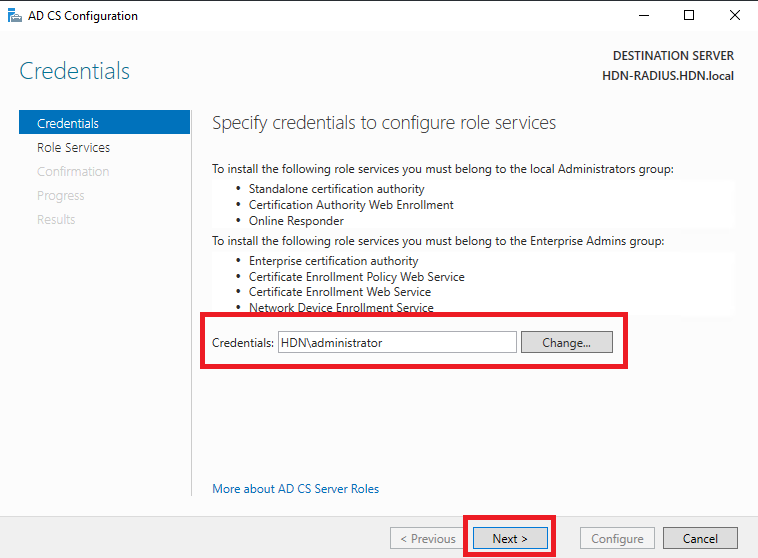 AD CS Configuration
Credentials
DESTINATION SERVER
HDN-RADIUS.HDN.local
Credentials
Role Services
Confirmation
Progress
Results
Specify credentials to configure role services
To install the following role services you must belong to the local Administrators group:
• Standalone certification authority
• Certification Authority Web Enrollment
• Online Responder
To install the following role services you must belong to the Enterprise Admins group:
• Enterprise certification authority
• Certificate Enrollment Policy Web Service
• Certificate Enrollment Web Service
• Network Device Enrollment Service
Credentials: HDN\administrator Change...
More about AD CS Server Roles
< Previous Next > Configure Cancel